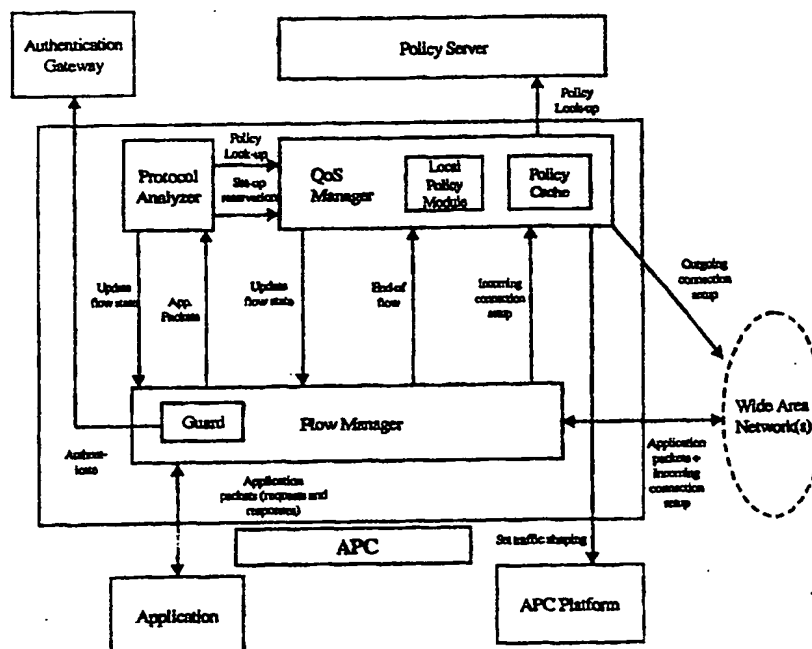 Authentication
Gateway
Policy Server
Policy
Look-up
Protocol
Analyzer
Policy
Look-up
Set-up
reservation
QoS
Manager
Local
Policy
Module
Policy
Cache
Update
flow state
App.
Packets
Update
flow state
End-of
flow
Incoming
connection
setup
Outgoing
connection
setup
Guard
Flow Manager
Wide Area
Network(s)
Authent-
icate
Application
packets (requests and
responses)
Application
packets +
Incoming
connection
setup
APC
Set traffic shaping
Application
APC Platform